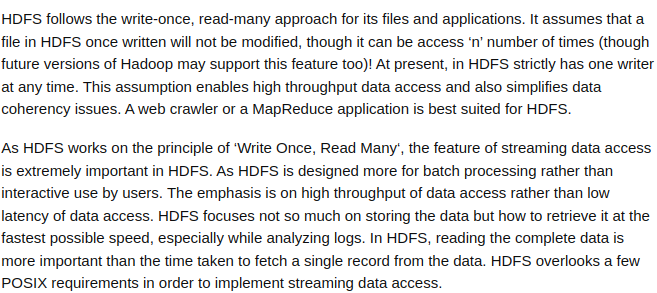 HDFS follows the write-once, read-many approach for its files and applications. It assumes that a
file in HDFS once written will not be modified, though it can be access ‘n’ number of times (though
future versions of Hadoop may support this feature too)! At present, in HDFS strictly has one writer
at any time. This assumption enables high throughput data access and also simplifies data
coherency issues. A web crawler or a MapReduce application is best suited for HDFS.
As HDFS works on the principle of ‘Write Once, Read Many‘, the feature of streaming data access
is extremely important in HDFS. As HDFS is designed more for batch processing rather than
interactive use by users. The emphasis is on high throughput of data access rather than low
latency of data access. HDFS focuses not so much on storing the data but how to retrieve it at the
fastest possible speed, especially while analyzing logs. In HDFS, reading the complete data is
more important than the time taken to fetch a single record from the data. HDFS overlooks a few
POSIX requirements in order to implement streaming data access.